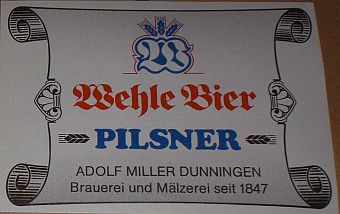 W
Wehle Bier
PILSNER
ADOLF MILLER DUNNINGEN
Brauerei und Mälzerei seit 1847